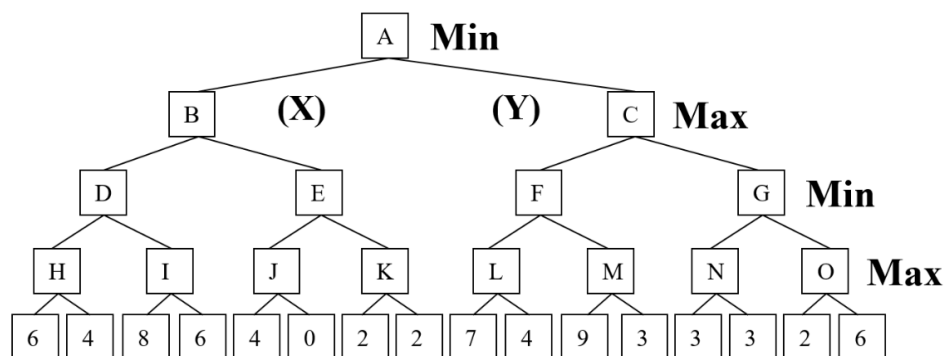 A Min
B (X) (Y) C Max
D E F G Min
H I J K L M N O Max
6 4 8 6 4 0 2 2 7 4 9 3 3 3 2 6